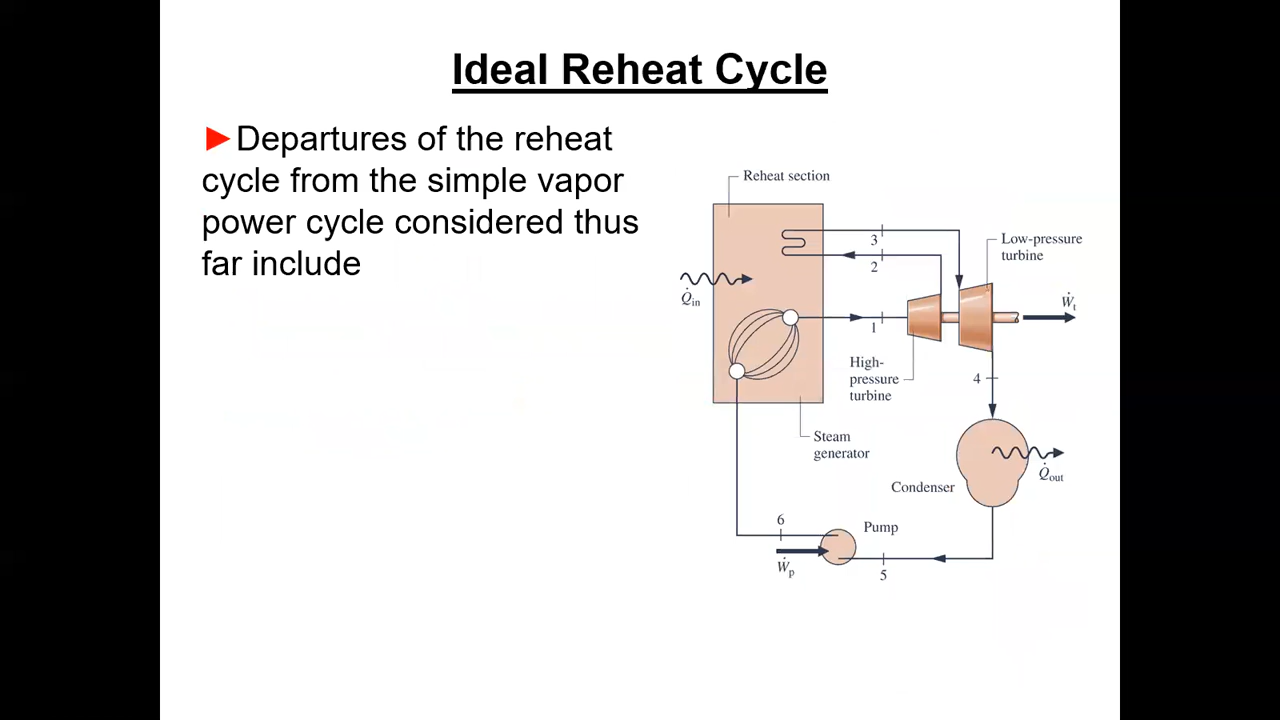 Ideal Reheat Cycle
►Departures of the reheat
cycle from the simple vapor
power cycle considered thus
far include
Reheat section
3
2
Low-pressure
turbine
Q̇in
Ẇt
1
High-
pressure
turbine
4
Steam
generator
Q̇out
Condenser
6
Pump
Ẇp
5